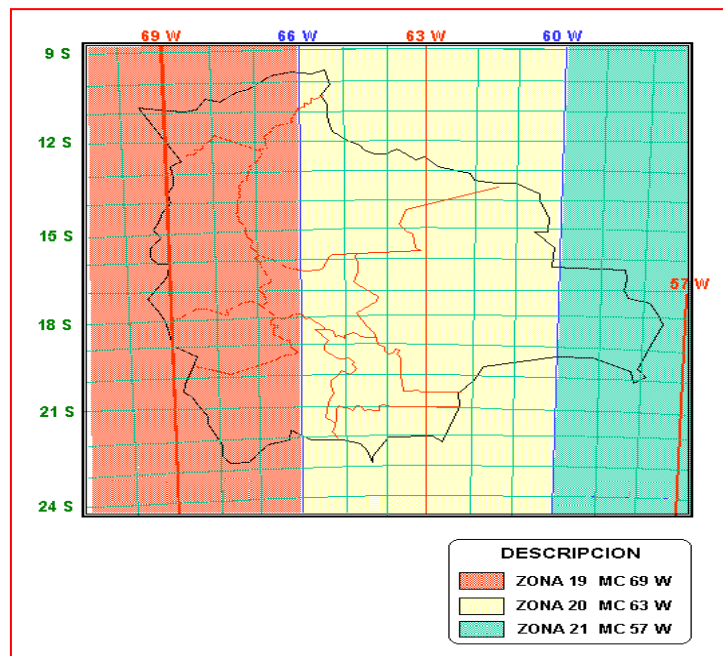 69 W 66 W 63 W 60 W
9 S
12 S
15 S
57 W
18 S
21 S
24 S
DESCRIPCION
ZONA 19 MC 69 W
ZONA 20 MC 63 W
ZONA 21 MC 57 W